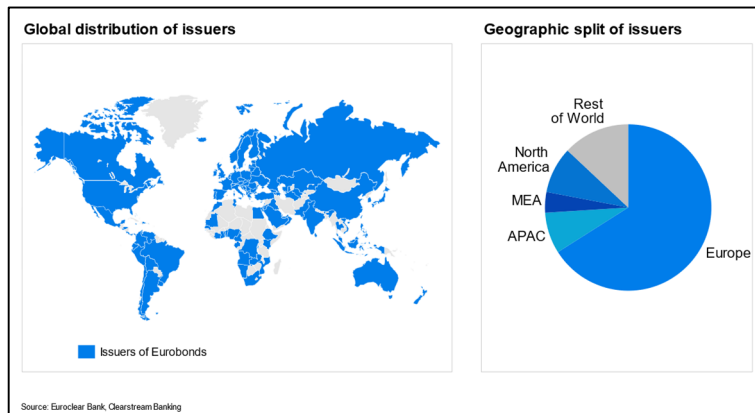 Global distribution of issuers
Geographic split of issuers
Rest
of World
North
America
MEA
APAC
Europe
Issuers of Eurobonds
Source: Euroclear Bank, Clearstream Banking